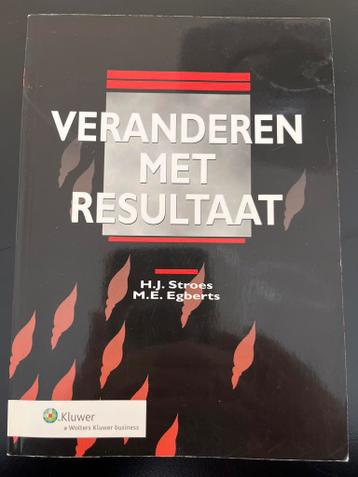 VERANDEREN
MET
RESULTAAT
H.J. Stroes
M.E. Egberts
Kluwer
a Wolters Kluwer business